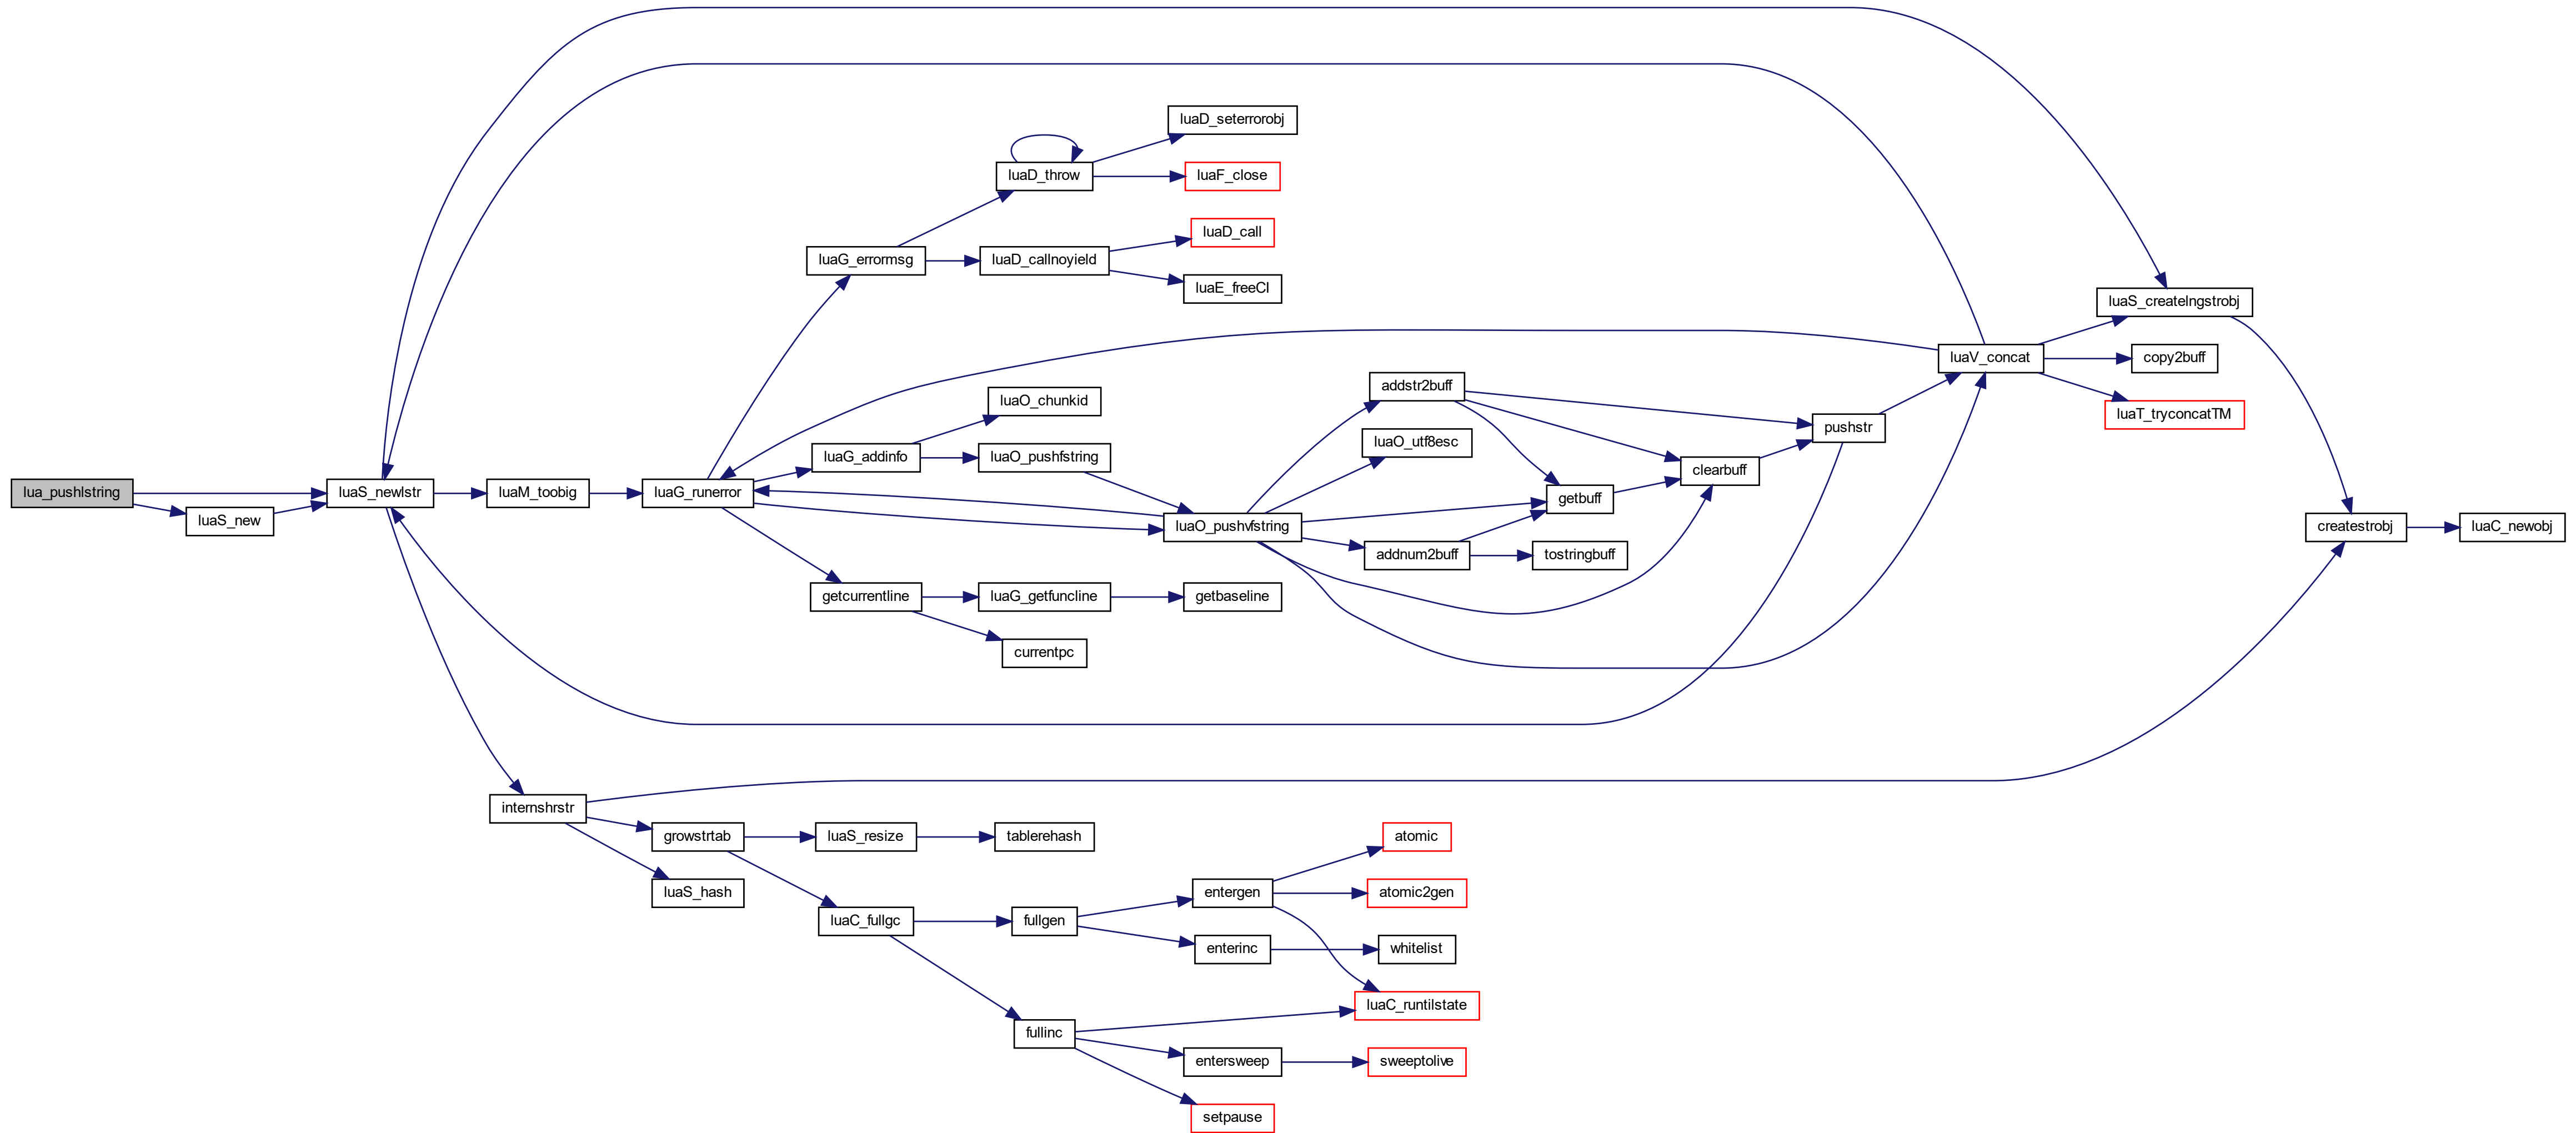 luaD_seterrorobj
luaD_throw
luaF_close
luaD_call
luaG_errormsg
luaD_callnoyield
luaE_freeCI
luaS_createlngstrobj
luaV_concat
copy2buff
addstr2buff
luaO_chunkid
luaT_tryconcatTM
pushstr
luaO_utf8esc
luaG_addinfo
luaO_pushfstring
clearbuff
lua_pushlstring
luaS_newlstr
luaM_toobig
luaG_runerror
getbuff
luaS_new
luaO_pushvfstring
createstrobj
luaC_newobj
addnum2buff
tostringbuff
getcurrentline
luaG_getfuncline
getbaseline
currentpc
internshrstr
growstrtab
luaS_resize
tablerehash
atomic
luaS_hash
entergen
atomic2gen
luaC_fullgc
fullgen
enterinc
whitelist
luaC_runtilstate
fullinc
entersweep
sweeptolive
setpause